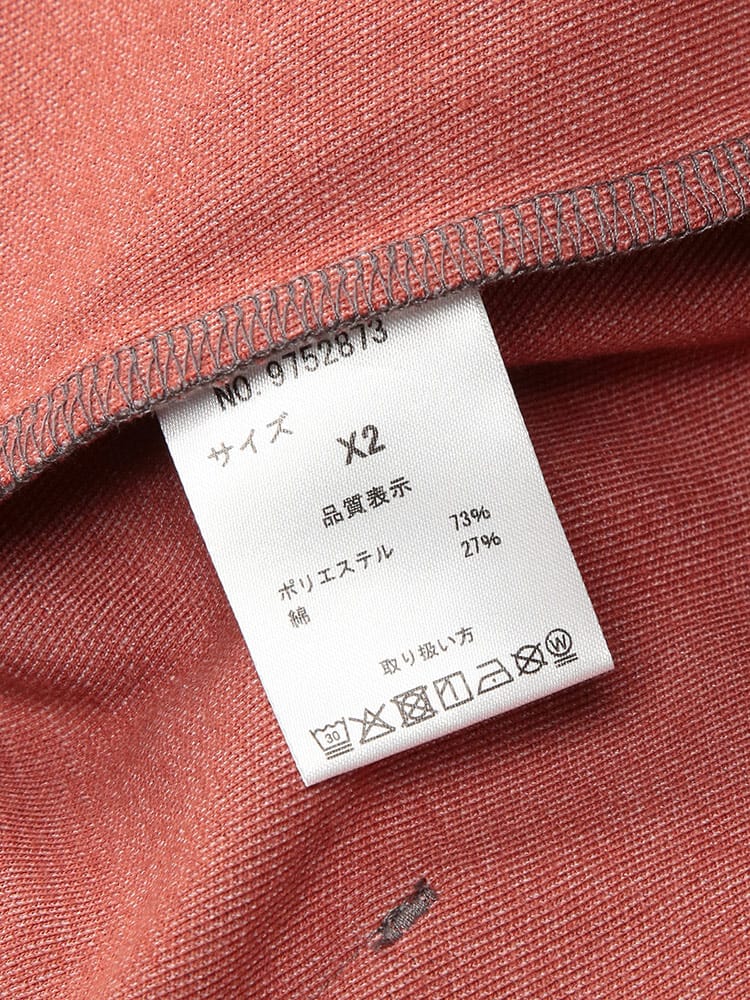 NO. 9752873
サイズ
X2
品質表示
ポリエステル 73%
綿 27%
取り扱い方
30 W